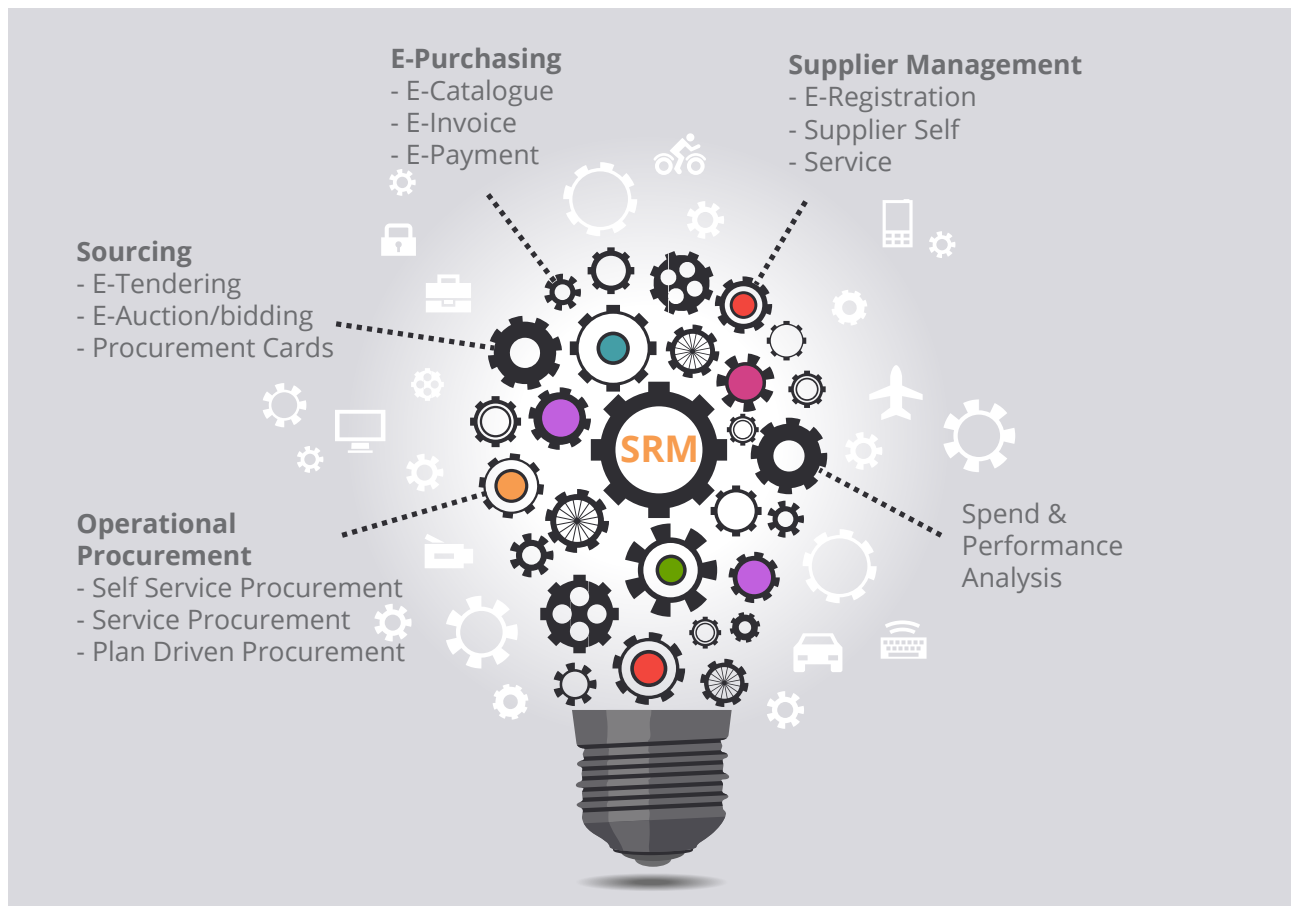 E-Purchasing
- E-Catalogue
- E-Invoice
- E-Payment
Supplier Management
- E-Registration
- Supplier Self
- Service
Sourcing
- E-Tendering
- E-Auction/bidding
- Procurement Cards
SRM
Operational
Procurement
- Self Service Procurement
- Service Procurement
- Plan Driven Procurement
Spend &
Performance
Analysis